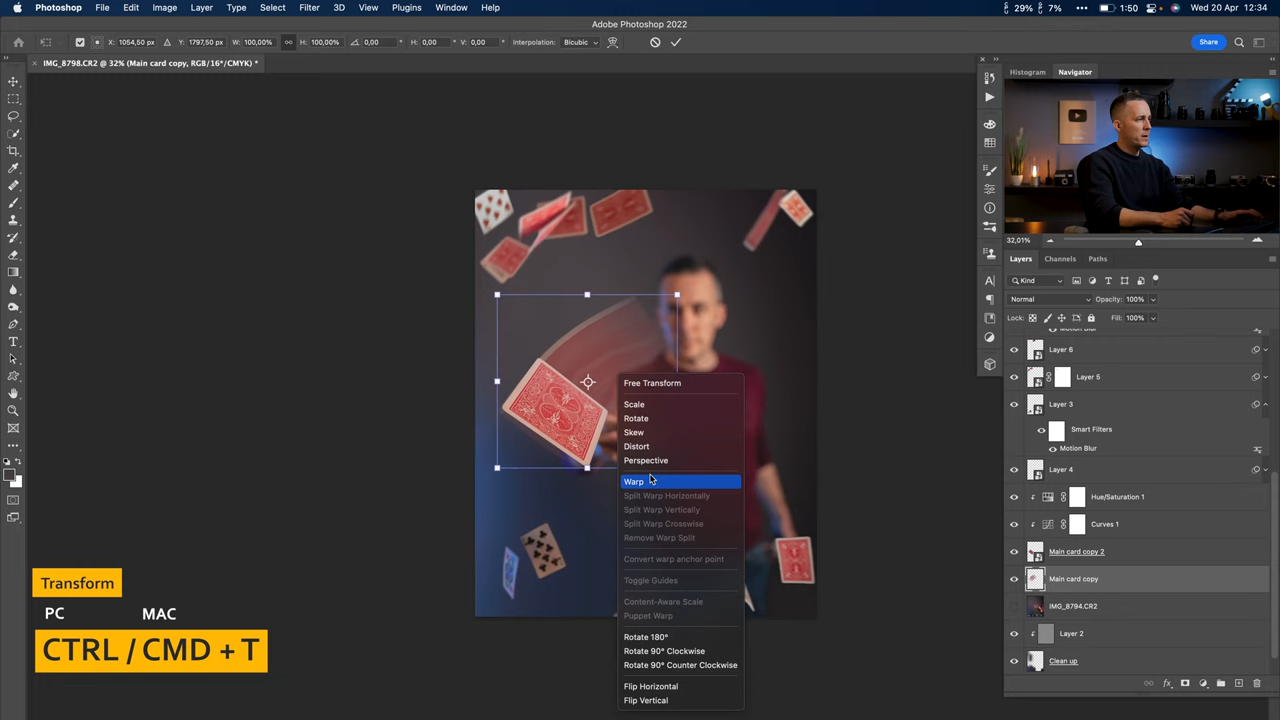 Photoshop File Edit Image Layer Type Select Filter 3D View Plugins Window Help 29% 7% 1:50 Wed 20 Apr 12:34
Adobe Photoshop 2022
X: 1054,50 px Y: 1797,50 px W: 100,00% H: 100,00% 0,00 ° H: 0,00 ° V: 0,00 ° Interpolation: Bicubic Share
IMG_8798.CR2 @ 32% (Main card copy, RGB/16*/CMYK) *
Histogram Navigator
32,01%
Layers Channels Paths
Kind
Normal Opacity: 100%
Lock: Fill: 100%
Motion Blur
Layer 6
Layer 5
Layer 3
Smart Filters
Motion Blur
Layer 4
Hue/Saturation 1
Curves 1
Main card copy 2
Main card copy
IMG_8794.CR2
Layer 2
Clean up
Free Transform
Scale
Rotate
Skew
Distort
Perspective
Warp
Split Warp Horizontally
Split Warp Vertically
Split Warp Crosswise
Remove Warp Split
Convert warp anchor point
Toggle Guides
Content-Aware Scale
Puppet Warp
Rotate 180°
Rotate 90° Clockwise
Rotate 90° Counter Clockwise
Flip Horizontal
Flip Vertical
Transform
PC MAC
CTRL / CMD + T